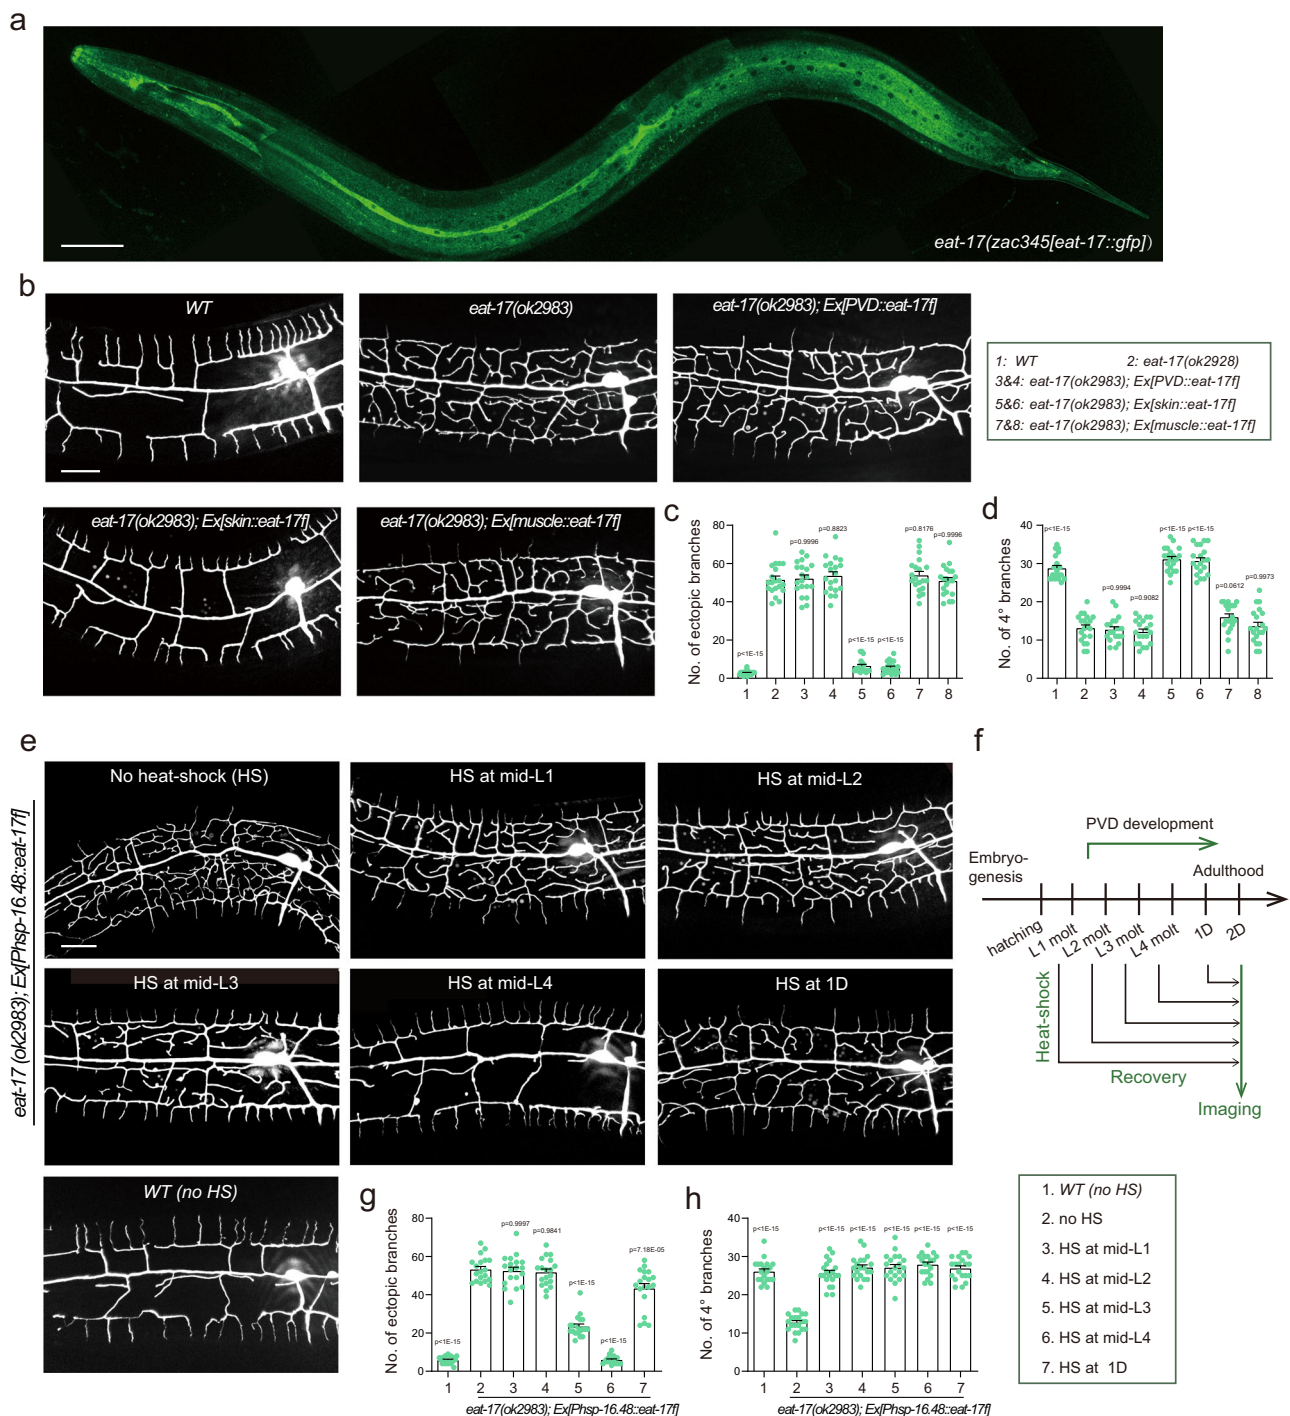 a
eat-17(zac345[eat-17::gfp])
b
WT
eat-17(ok2983)
eat-17(ok2983); Ex[PVD::eat-17f]
1: WT 2: eat-17(ok2928)
3&4: eat-17(ok2983); Ex[PVD::eat-17f]
5&6: eat-17(ok2983); Ex[skin::eat-17f]
7&8: eat-17(ok2983); Ex[muscle::eat-17f]
eat-17(ok2983); Ex[skin::eat-17f]
eat-17(ok2983); Ex[muscle::eat-17f]
c
No. of ectopic branches
80
60
40
20
0
p<1E-15
p=0.9996
p=0.8823
p<1E-15
p<1E-15
p=0.8176
p=0.9996
1 2 3 4 5 6 7 8
d
No. of 4° branches
40
30
20
10
0
p<1E-15
p=0.9994
p=0.9082
p<1E-15
p<1E-15
p=0.0612
p=0.9973
1 2 3 4 5 6 7 8
e
eat-17(ok2983); Ex[Phsp-16.48::eat-17f]
No heat-shock (HS)
HS at mid-L1
HS at mid-L2
HS at mid-L3
HS at mid-L4
HS at 1D
WT (no HS)
f
PVD development
Embryo-
genesis
Adulthood
hatching
L1 molt
L2 molt
L3 molt
L4 molt
1D
2D
Heat-shock
Recovery
Imaging
g
No. of ectopic branches
80
60
40
20
0
p<1E-15
p=0.9997
p=0.9841
p<1E-15
p<1E-15
p=7.18E-05
1 2 3 4 5 6 7
eat-17(ok2983); Ex[Phsp-16.48::eat-17f]
h
No. of 4° branches
40
30
20
10
0
p<1E-15
p<1E-15
p<1E-15
p<1E-15
p<1E-15
p<1E-15
1 2 3 4 5 6 7
eat-17(ok2983); Ex[Phsp-16.48::eat-17f]
1. WT (no HS)
2. no HS
3. HS at mid-L1
4. HS at mid-L2
5. HS at mid-L3
6. HS at mid-L4
7. HS at 1D